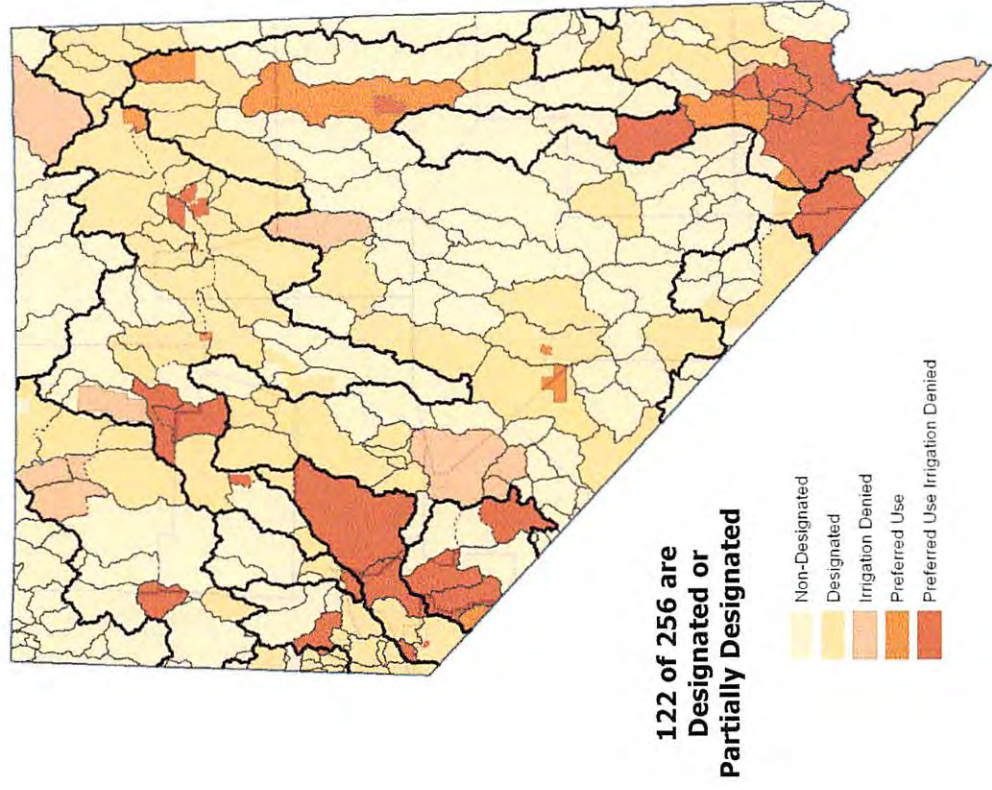 122 of 256 are
Designated or
Partially Designated
Non-Designated
Designated
Irrigation Denied
Preferred Use
Preferred Use Irrigation Denied